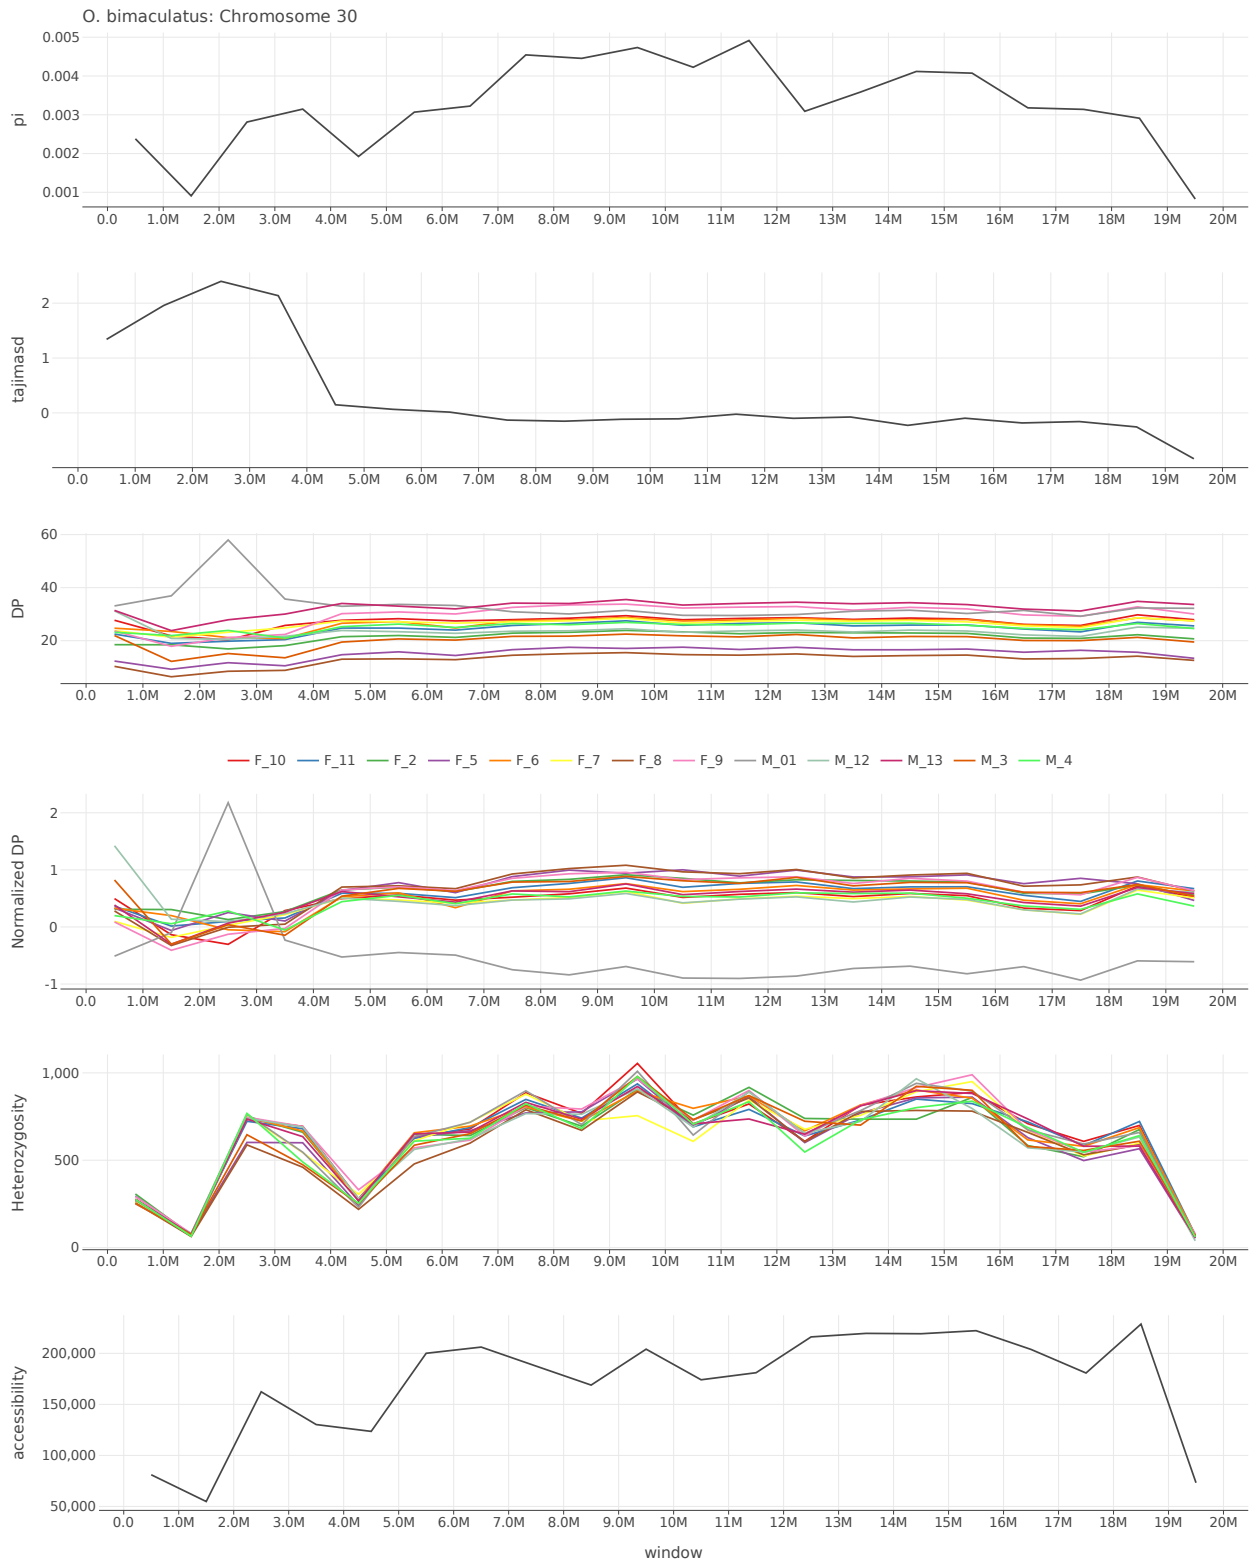 O. bimaculatus: Chromosome 30
0.005
0.004
0.003
0.002
0.001
pi
0.0 1.0M 2.0M 3.0M 4.0M 5.0M 6.0M 7.0M 8.0M 9.0M 10M 11M 12M 13M 14M 15M 16M 17M 18M 19M 20M
2
1
0
tajimasd
0.0 1.0M 2.0M 3.0M 4.0M 5.0M 6.0M 7.0M 8.0M 9.0M 10M 11M 12M 13M 14M 15M 16M 17M 18M 19M 20M
60
40
20
DP
0.0 1.0M 2.0M 3.0M 4.0M 5.0M 6.0M 7.0M 8.0M 9.0M 10M 11M 12M 13M 14M 15M 16M 17M 18M 19M 20M
F_10 F_11 F_2 F_5 F_6 F_7 F_8 F_9 M_01 M_12 M_13 M_3 M_4
2
1
0
-1
Normalized DP
0.0 1.0M 2.0M 3.0M 4.0M 5.0M 6.0M 7.0M 8.0M 9.0M 10M 11M 12M 13M 14M 15M 16M 17M 18M 19M 20M
1,000
500
0
Heterozygosity
0.0 1.0M 2.0M 3.0M 4.0M 5.0M 6.0M 7.0M 8.0M 9.0M 10M 11M 12M 13M 14M 15M 16M 17M 18M 19M 20M
200,000
150,000
100,000
50,000
accessibility
0.0 1.0M 2.0M 3.0M 4.0M 5.0M 6.0M 7.0M 8.0M 9.0M 10M 11M 12M 13M 14M 15M 16M 17M 18M 19M 20M
window